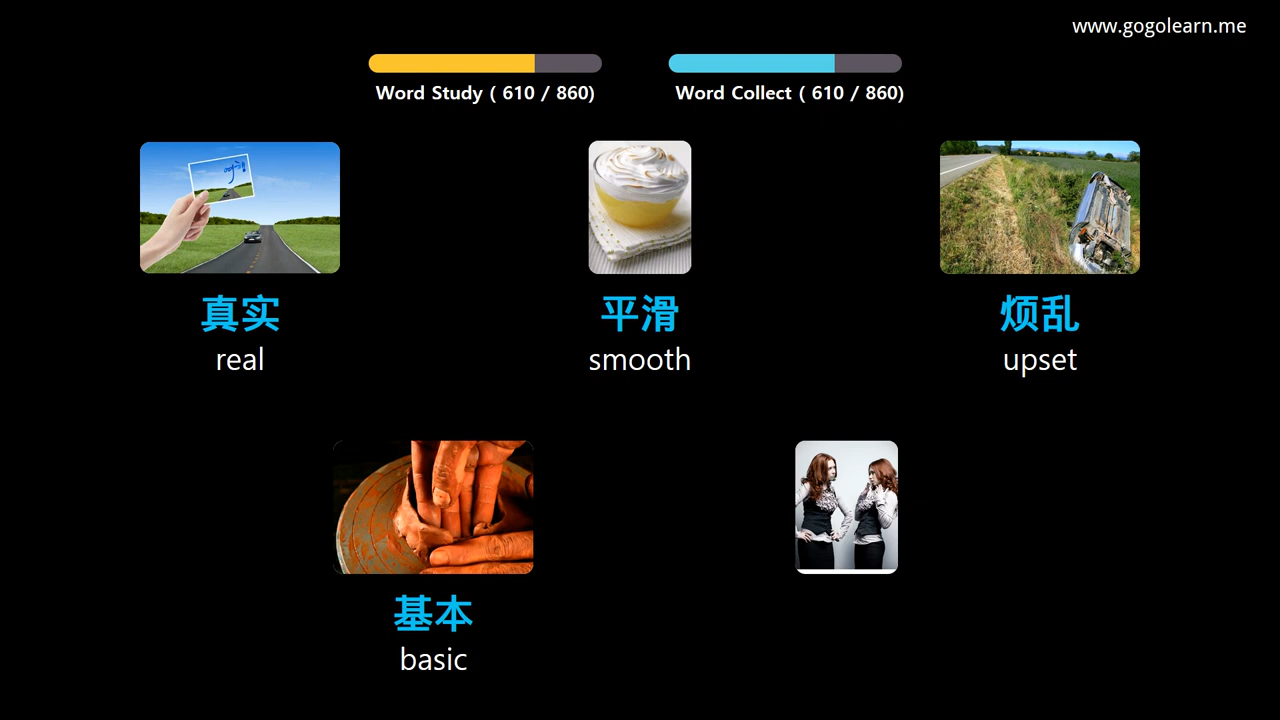 www.gogolearn.me
Word Study ( 610 / 860)
Word Collect ( 610 / 860)
真实
real
平滑
smooth
烦乱
upset
基本
basic